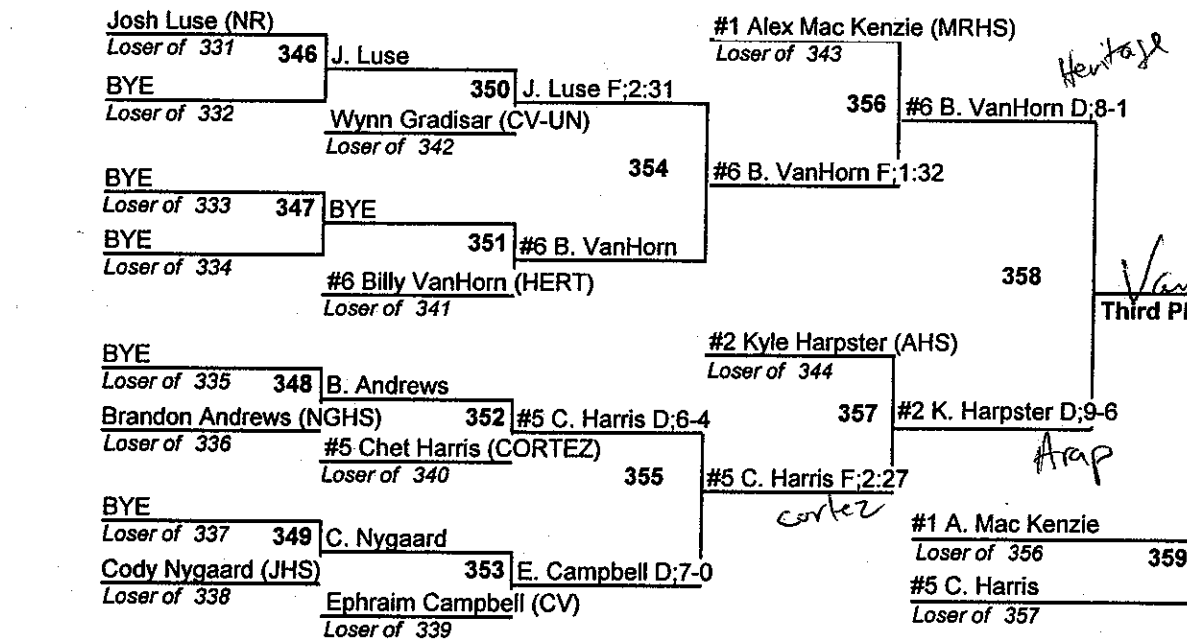 Josh Luse (NR)
Loser of 331
346
J. Luse
BYE
Loser of 332
350
J. Luse F;2:31
Wynn Gradisar (CV-UN)
Loser of 342
BYE
Loser of 333
347
BYE
BYE
Loser of 334
351
#6 B. VanHorn
#6 Billy VanHorn (HERT)
Loser of 341
354
#6 B. VanHorn F;1:32
#1 Alex Mac Kenzie (MRHS)
Loser of 343
356
Heritage
#6 B. VanHorn D;8-1
BYE
Loser of 335
348
B. Andrews
Brandon Andrews (NGHS)
Loser of 336
352
#5 C. Harris D;6-4
#5 Chet Harris (CORTEZ)
Loser of 340
BYE
Loser of 337
349
C. Nygaard
Cody Nygaard (JHS)
Loser of 338
353
E. Campbell D;7-0
Ephraim Campbell (CV)
Loser of 339
355
#5 C. Harris F;2:27
cortez
#2 Kyle Harpster (AHS)
Loser of 344
357
#2 K. Harpster D;9-6
Arap
358
Third Pl
#1 A. Mac Kenzie
Loser of 356
359
#5 C. Harris
Loser of 357